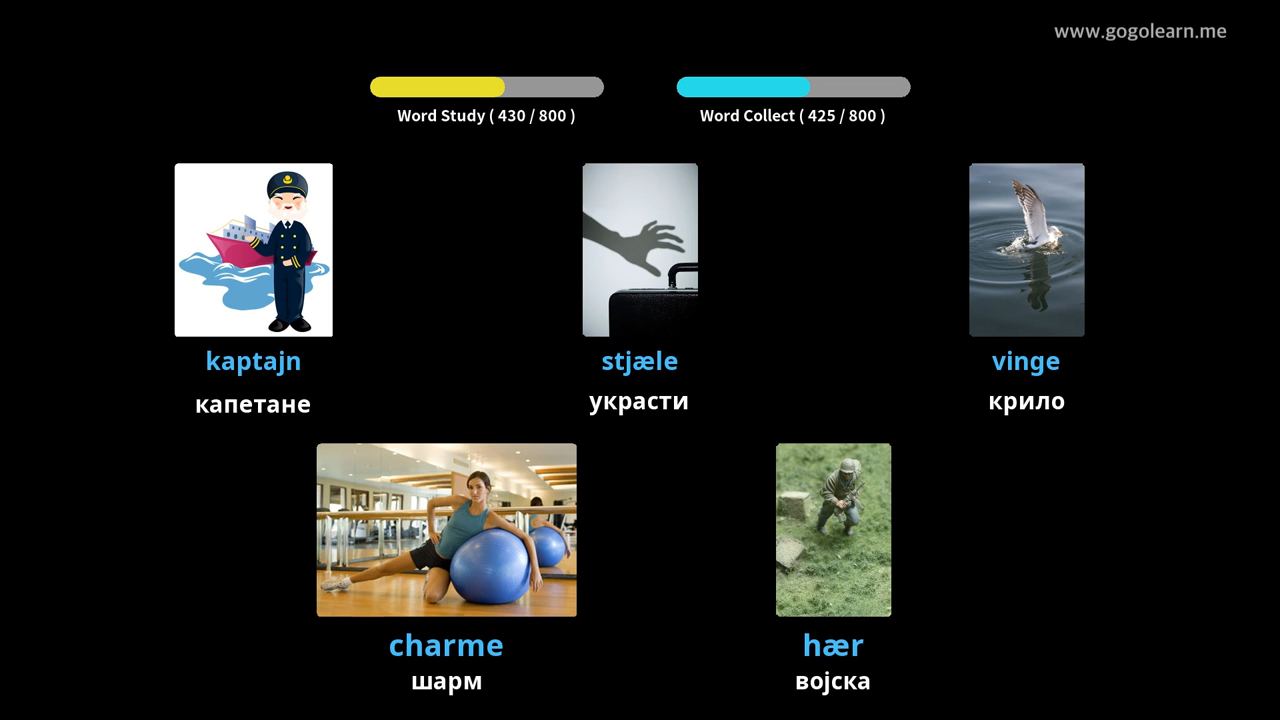 www.gogolearn.me
Word Study ( 430 / 800 )
Word Collect ( 425 / 800 )
kaptajn
капетане
stjæle
украсти
vinge
крило
charme
шарм
hær
војска